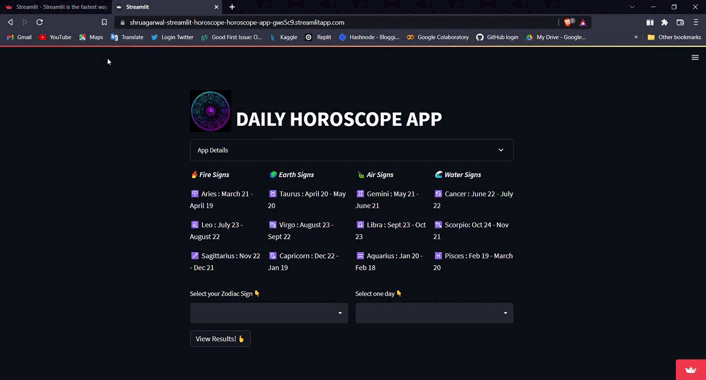 Streamlit - Streamlit is the fastest way
Streamlit
shruagarwal-streamlit-horoscope-horoscope-app-gws5c9.streamlitapp.com
Gmail YouTube Maps Translate Login Twitter Good First Issue: O... Kaggle Replit Hashnode - Bloggi... Google Colaboratory GitHub login My Drive - Google... » Other bookmarks
DAILY HOROSCOPE APP
App Details
Fire Signs Earth Signs Air Signs Water Signs
Aries : March 21 - Taurus : April 20 - May Gemini : May 21 - Cancer : June 22 - July
April 19 20 June 21 22
Leo : July 23 - Virgo : August 23 - Libra : Sept 23 - Oct Scorpio: Oct 24 - Nov
August 22 Sept 22 23 21
Sagittarius : Nov 22 Capricorn : Dec 22 - Aquarius : Jan 20 - Pisces : Feb 19 - March
- Dec 21 Jan 19 Feb 18 20
Select your Zodiac Sign Select one day
View Results!